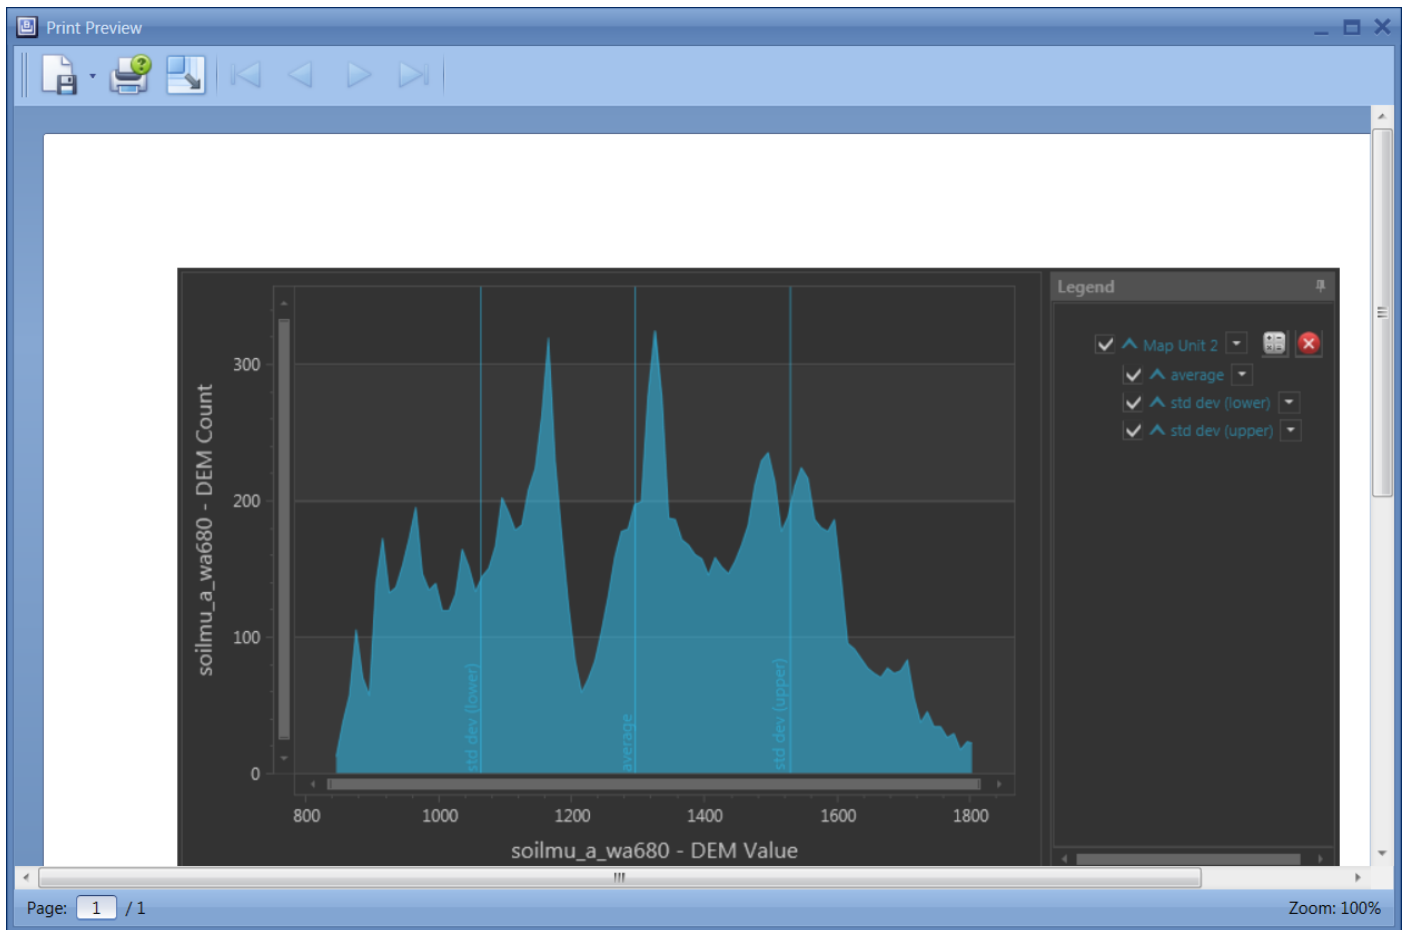 Print Preview
Legend
Map Unit 2
average
std dev (lower)
std dev (upper)
soilmu_a_wa680 - DEM Count
300
200
100
0
std dev (lower)
average
std dev (upper)
800 1000 1200 1400 1600 1800
soilmu_a_wa680 - DEM Value
Page: 1 / 1
Zoom: 100%